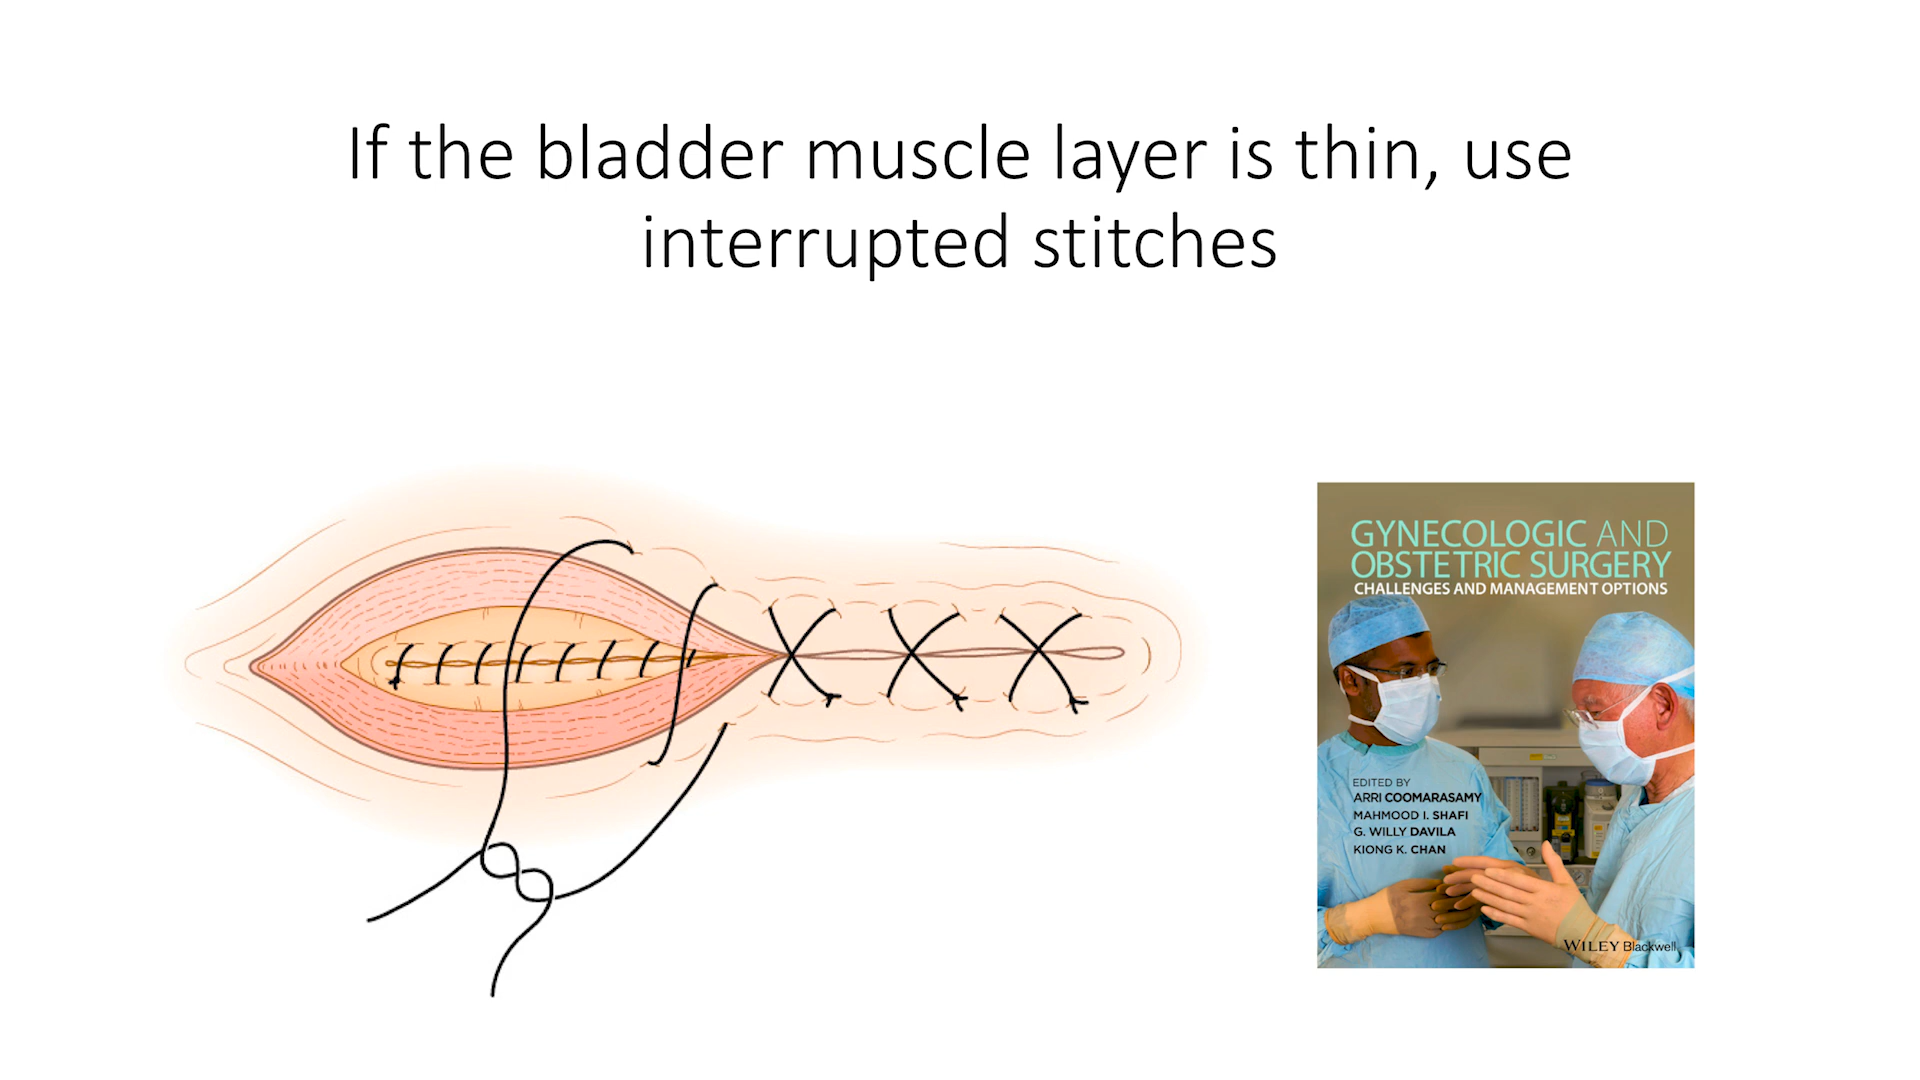 If the bladder muscle layer is thin, use
interrupted stitches
GYNECOLOGIC AND
OBSTETRIC SURGERY
CHALLENGES AND MANAGEMENT OPTIONS
EDITED BY
ARRI COOMARASAMY
MAHMOOD I. SHAFI
G. WILLY DAVILA
KIONG K. CHAN
WILEY Blackwell